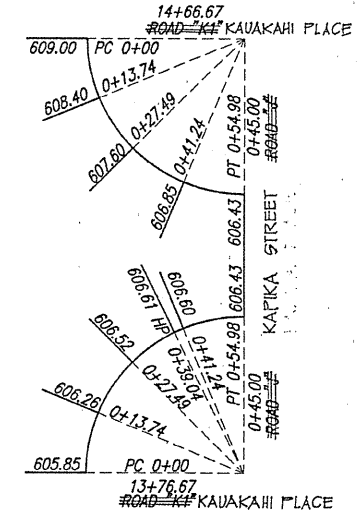 14+66.67
ROAD "K1" KAUAKAHI PLACE
609.00 PC 0+00
608.40 0+13.74
607.60 0+27.49
606.85 0+41.24
PT 0+54.98
0+45.00
ROAD "J"
606.43
KAPIKA STREET
606.43
PT 0+54.98
0+45.00
ROAD "J"
606.60 0+41.24
606.61 HP 0+39.04
606.52 0+27.49
606.26 0+13.74
605.85 PC 0+00
13+76.67
ROAD "K1" KAUAKAHI PLACE